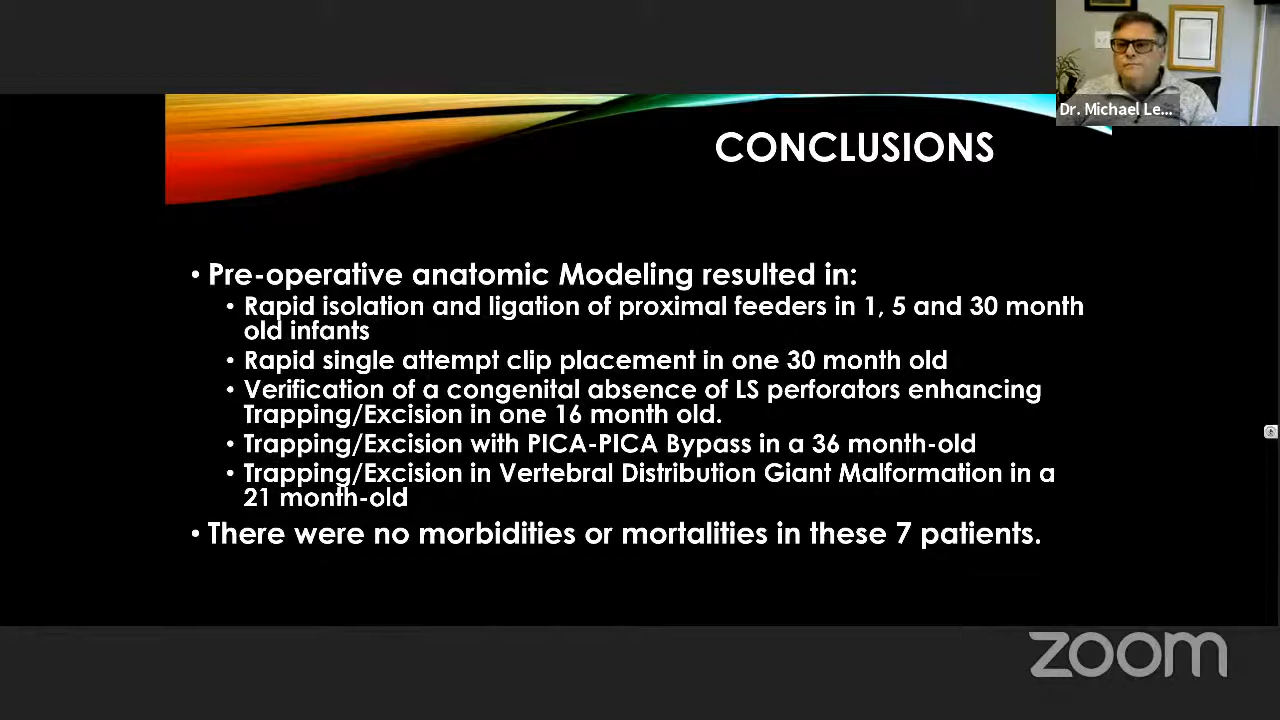 Dr. Michael Le...
CONCLUSIONS
• Pre-operative anatomic Modeling resulted in:
• Rapid isolation and ligation of proximal feeders in 1, 5 and 30 month
old infants
• Rapid single attempt clip placement in one 30 month old
• Verification of a congenital absence of LS perforators enhancing
Trapping/Excision in one 16 month old.
• Trapping/Excision with PICA-PICA Bypass in a 36 month-old
• Trapping/Excision in Vertebral Distribution Giant Malformation in a
21 month-old
• There were no morbidities or mortalities in these 7 patients.
zoom